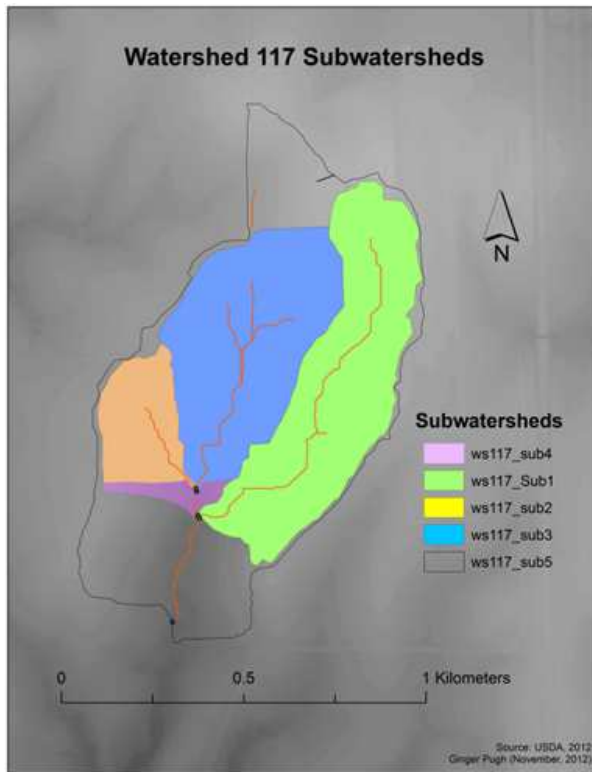 Watershed 117 Subwatersheds
N
Subwatersheds
ws117_sub4
ws117_Sub1
ws117_sub2
ws117_sub3
ws117_sub5
0 0.5 1 Kilometers
Source: USDA, 2012
Ginger Pugh (November, 2012)